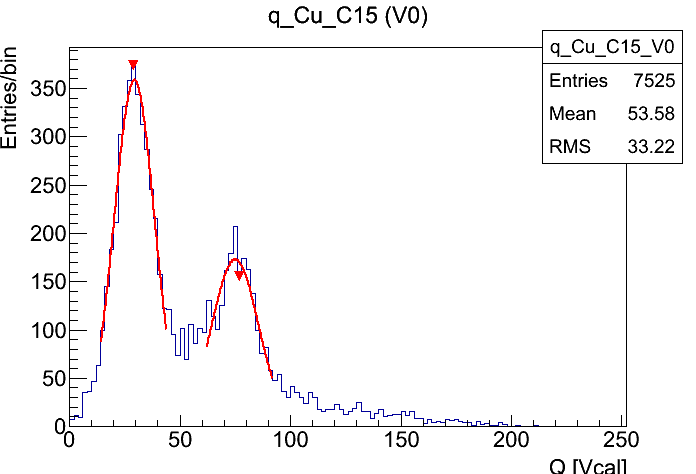 q_Cu_C15 (V0)
q_Cu_C15_V0
Entries 7525
Mean 53.58
RMS 33.22
Entries/bin
350
300
250
200
150
100
50
0
0 50 100 150 200 250
Q [Vcal]